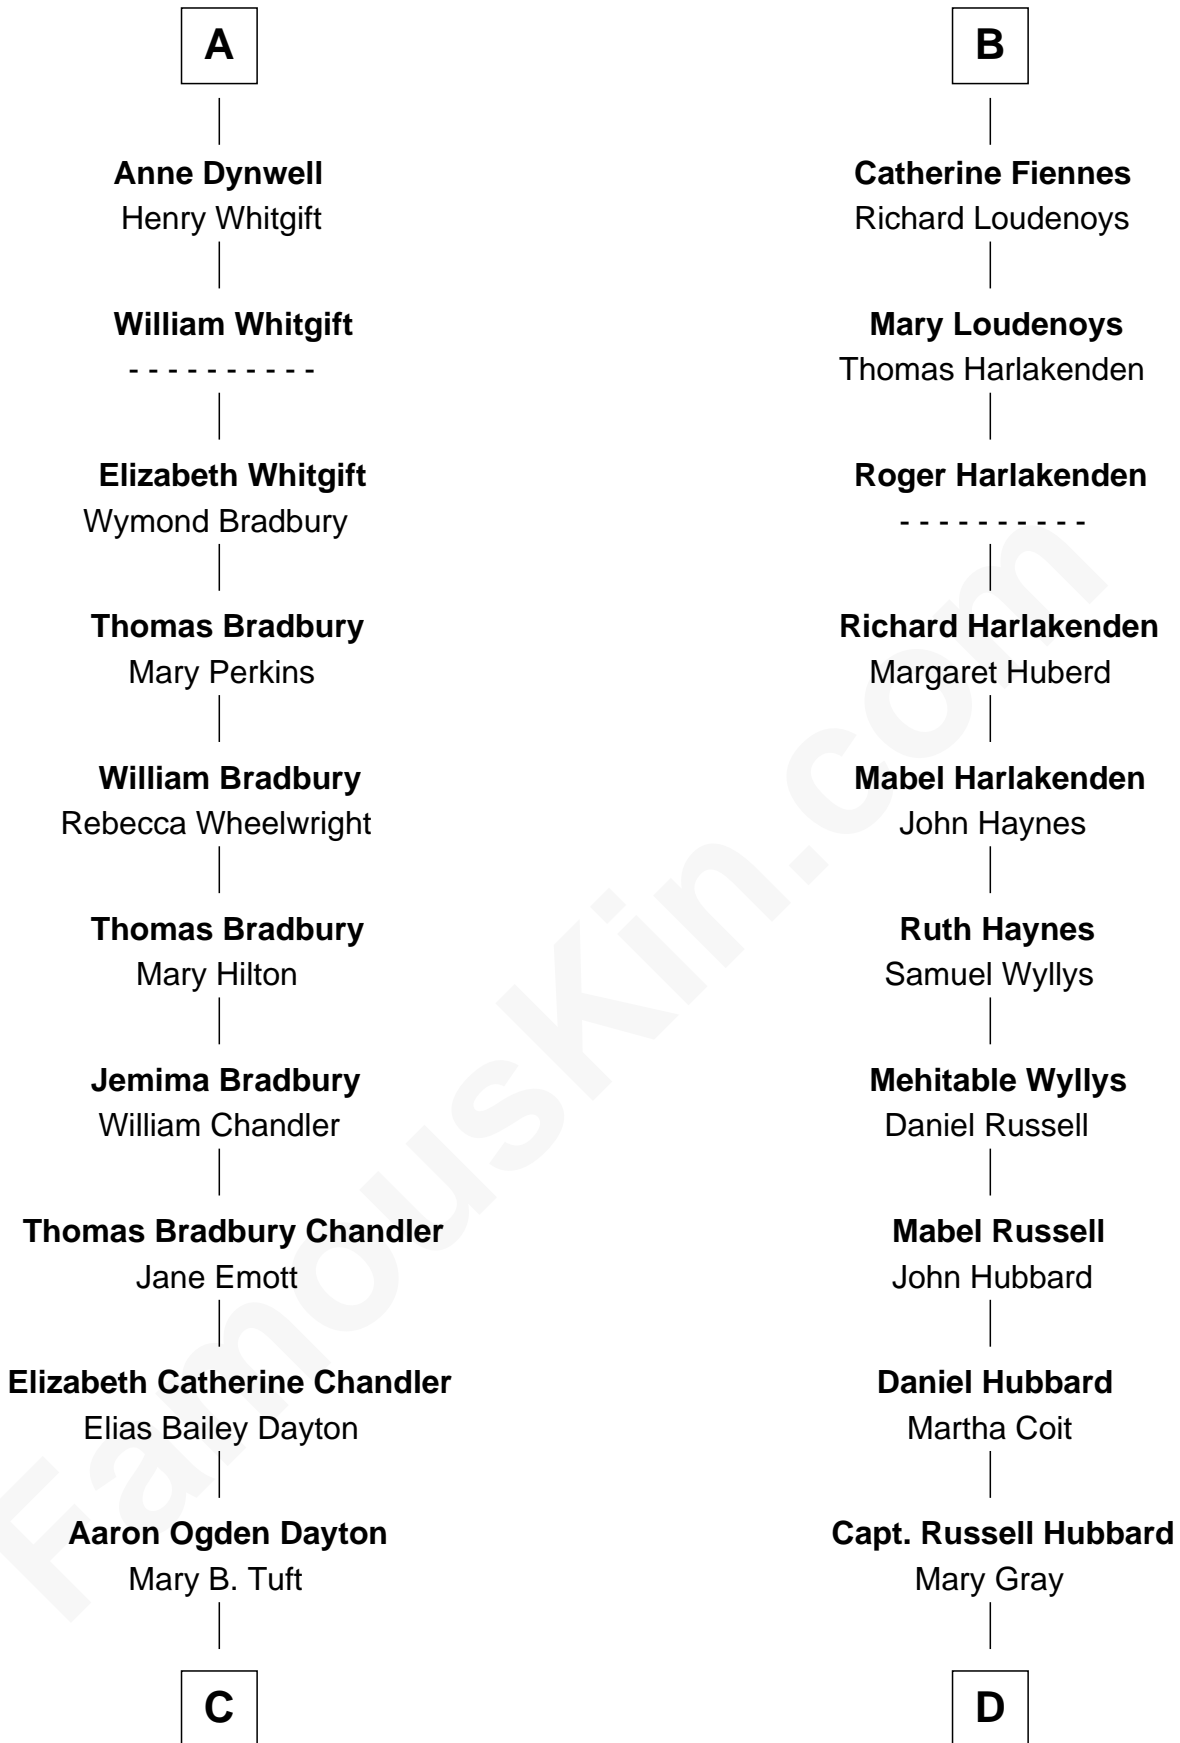 A
Anne Dynwell
Henry Whitgift
William Whitgift
- - - - - - - - - -
Elizabeth Whitgift
Wymond Bradbury
Thomas Bradbury
Mary Perkins
William Bradbury
Rebecca Wheelwright
Thomas Bradbury
Mary Hilton
Jemima Bradbury
William Chandler
Thomas Bradbury Chandler
Jane Emott
Elizabeth Catherine Chandler
Elias Bailey Dayton
Aaron Ogden Dayton
Mary B. Tuft
C
B
Catherine Fiennes
Richard Loudenoys
Mary Loudenoys
Thomas Harlakenden
Roger Harlakenden
- - - - - - - - - -
Richard Harlakenden
Margaret Huberd
Mabel Harlakenden
John Haynes
Ruth Haynes
Samuel Wyllys
Mehitable Wyllys
Daniel Russell
Mabel Russell
John Hubbard
Daniel Hubbard
Martha Coit
Capt. Russell Hubbard
Mary Gray
D
FamousKin.com